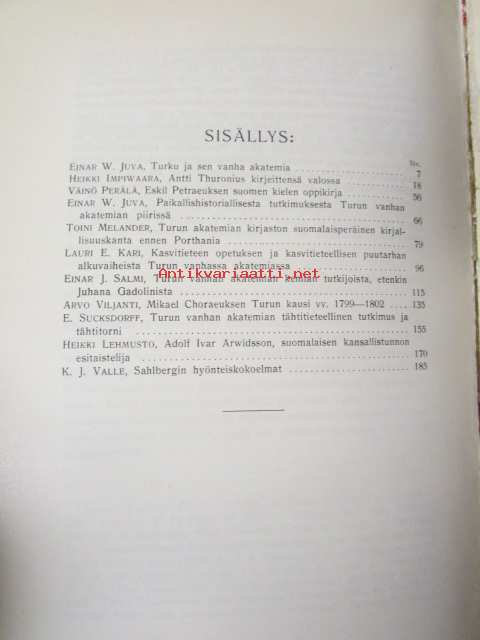 SISÄLLYS:
Siv.
EINAR W. JUVA, Turku ja sen vanha akatemia 7
HEIKKI IMPIWAARA, Antti Thuronius kirjeittensä valossa 18
VÄINÖ PERÄLÄ, Eskil Petraeuksen suomen kielen oppikirja 56
EINAR W. JUVA, Paikallishistoriallisesta tutkimuksesta Turun vanhan
akatemian piirissä 66
TOINI MELANDER, Turun akatemian kirjaston suomalaisperäinen kirjal-
lisuuskanta ennen Porthania 79
LAURI E. KARI, Kasvitieteen opetuksen ja kasvitieteellisen puutarhan
alkuvaiheista Turun vanhassa akatemiassa 96
Antikvariaatti.net
EINAR J. SALMI, Turun vanhan akatemian kemian tutkijoista, etenkin
Juhana Gadolinista 115
ARVO VILJANTI, Mikael Choraeuksen Turun kausi vv. 1799—1802 135
E. SUCKSDORFF, Turun vanhan akatemian tähtitieteellinen tutkimus ja
tähtitorni 155
HEIKKI LEHMUSTO, Adolf Ivar Arwidsson, suomalaisen kansallistunnon
esitaistelija 170
K. J. VALLE, Sahlbergin hyönteiskokoelmat 185